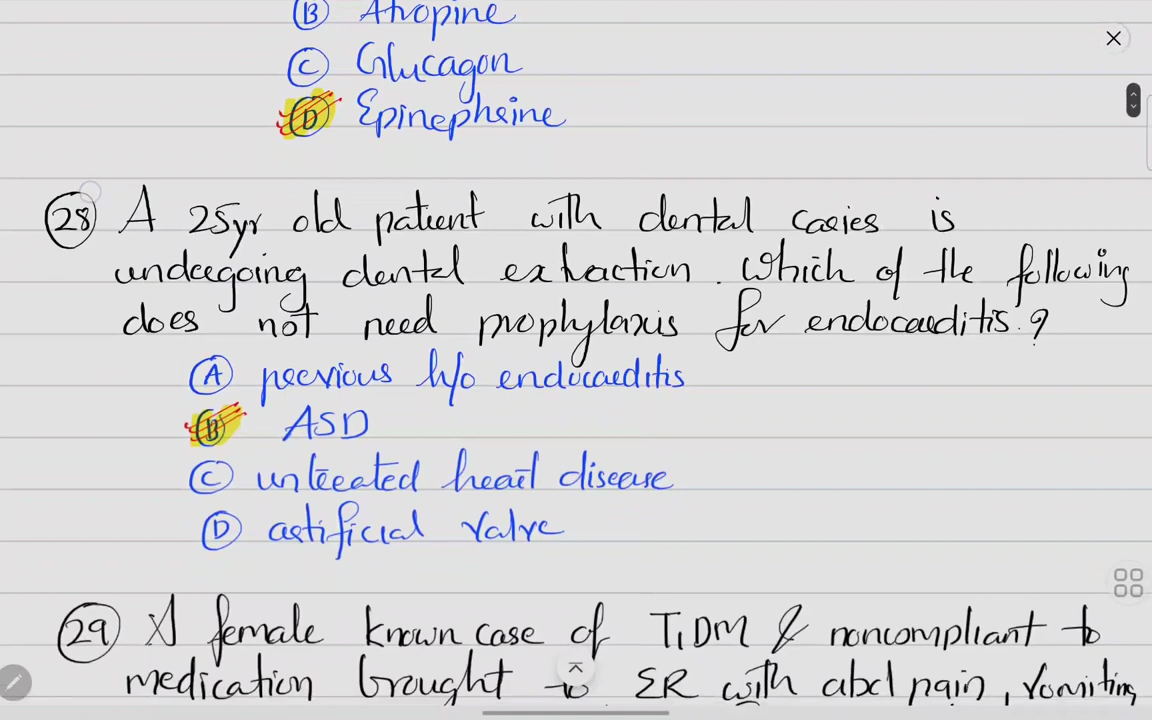 (B) Atropine
(C) Glucagon
(D) Epinephrine
(28) A 25yr old patient with dental caries is
undergoing dental extraction. Which of the following
does not need prophylaxis for endocarditis?
(A) previous h/o endocarditis
(B) ASD
(C) untreated heart disease
(D) artificial valve
(29) A female known case of T1DM & noncompliant to
medication brought to ER with abd pain, vomiting,